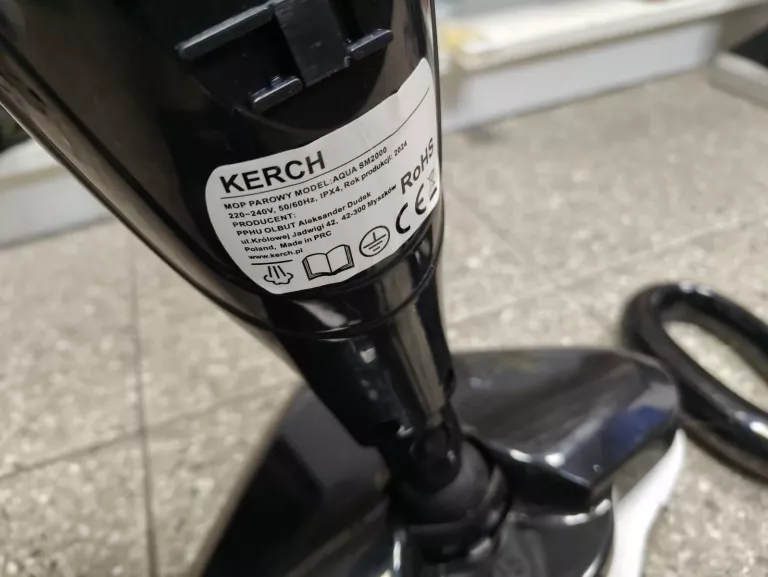 KERCH
MOP PAROWY MODEL:AQUA SM2000
220~240V, 50/60Hz, IPX4, Rok produkcji: 2024
PRODUCENT:
PPHU OLBUT Aleksander Dudek
ul.Królowej Jadwigi 42, 42-300 Myszków
Poland, Made in PRC
www.kerch.pl
CE
RoHS